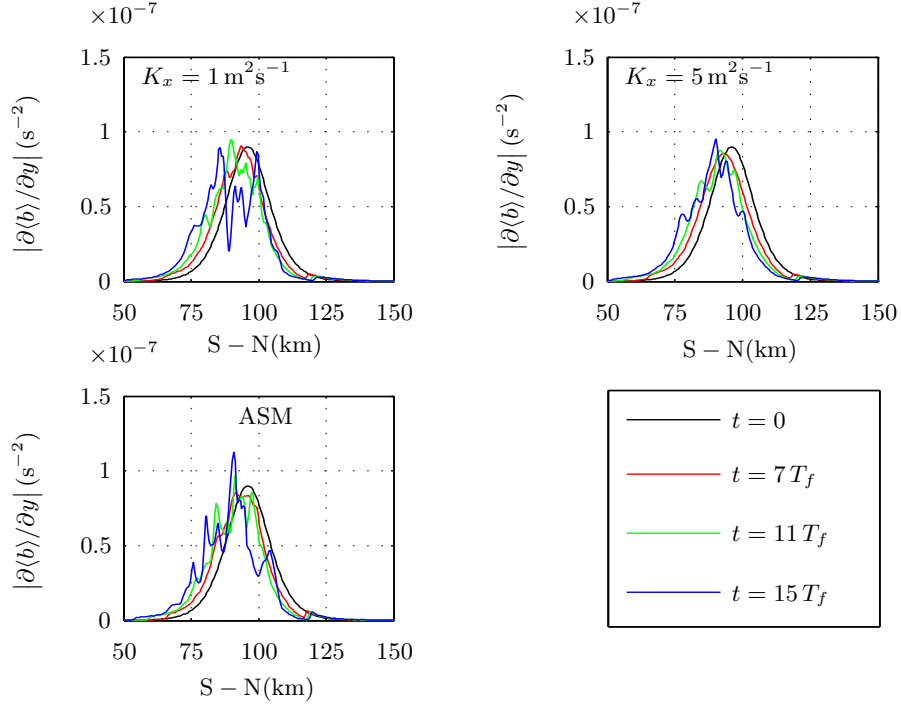 ×10⁻⁷
|∂⟨b⟩/∂y| (s⁻²)
1.5
1
0.5
0
K_x = 1 m²s⁻¹
50 75 100 125 150
S − N(km)
|∂⟨b⟩/∂y| (s⁻²)
×10⁻⁷
1.5
1
0.5
0
K_x = 5 m²s⁻¹
50 75 100 125 150
S − N(km)
×10⁻⁷
|∂⟨b⟩/∂y| (s⁻²)
1.5
1
0.5
0
ASM
50 75 100 125 150
S − N(km)
t = 0
t = 7 T_f
t = 11 T_f
t = 15 T_f